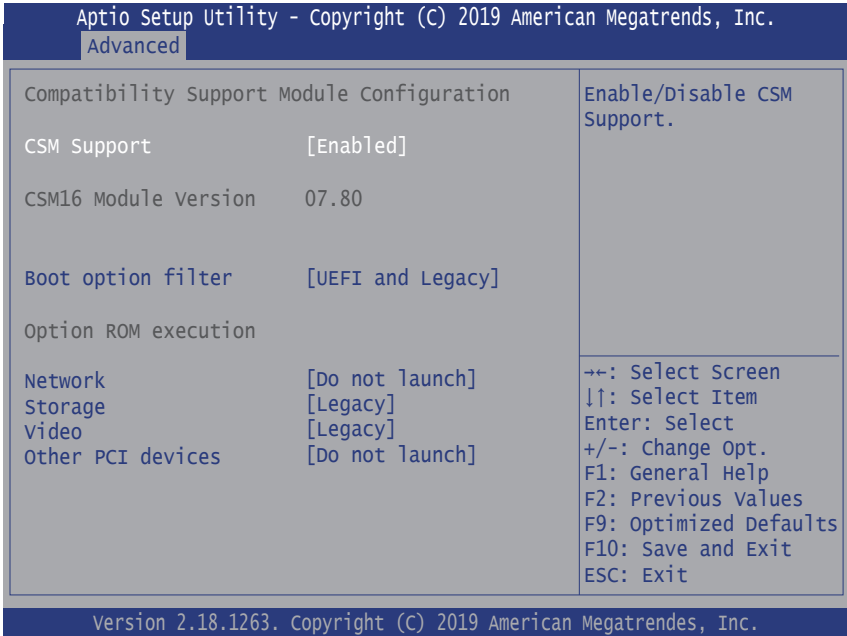 Aptio Setup Utility - Copyright (C) 2019 American Megatrends, Inc.
Advanced
Compatibility Support Module Configuration
CSM Support [Enabled]
CSM16 Module Version 07.80
Boot option filter [UEFI and Legacy]
Option ROM execution
Network [Do not launch]
Storage [Legacy]
Video [Legacy]
Other PCI devices [Do not launch]
Enable/Disable CSM
Support.
→←: Select Screen
↓↑: Select Item
Enter: Select
+/-: Change Opt.
F1: General Help
F2: Previous Values
F9: Optimized Defaults
F10: Save and Exit
ESC: Exit
Version 2.18.1263. Copyright (C) 2019 American Megatrendes, Inc.